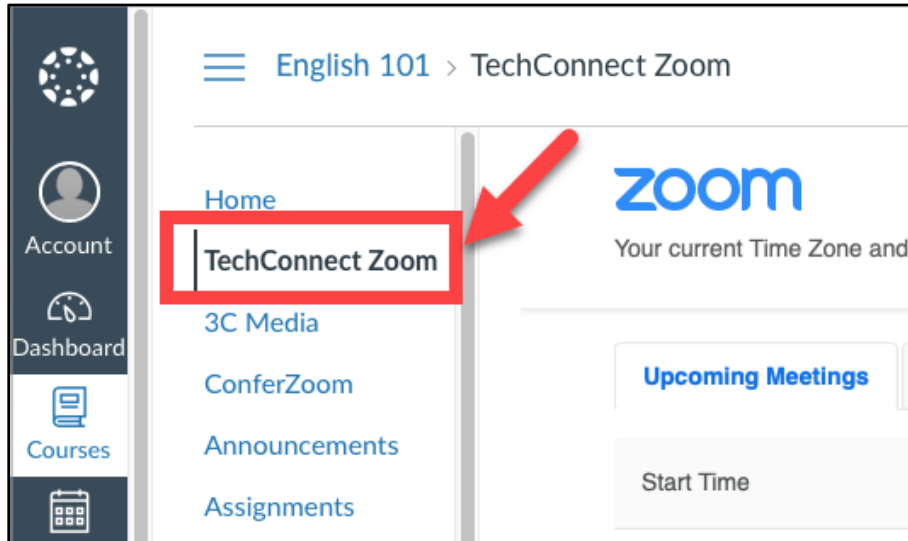 English 101 > TechConnect Zoom
Account
Dashboard
Courses
Home
TechConnect Zoom
3C Media
ConferZoom
Announcements
Assignments
zoom
Your current Time Zone and
Upcoming Meetings
Start Time